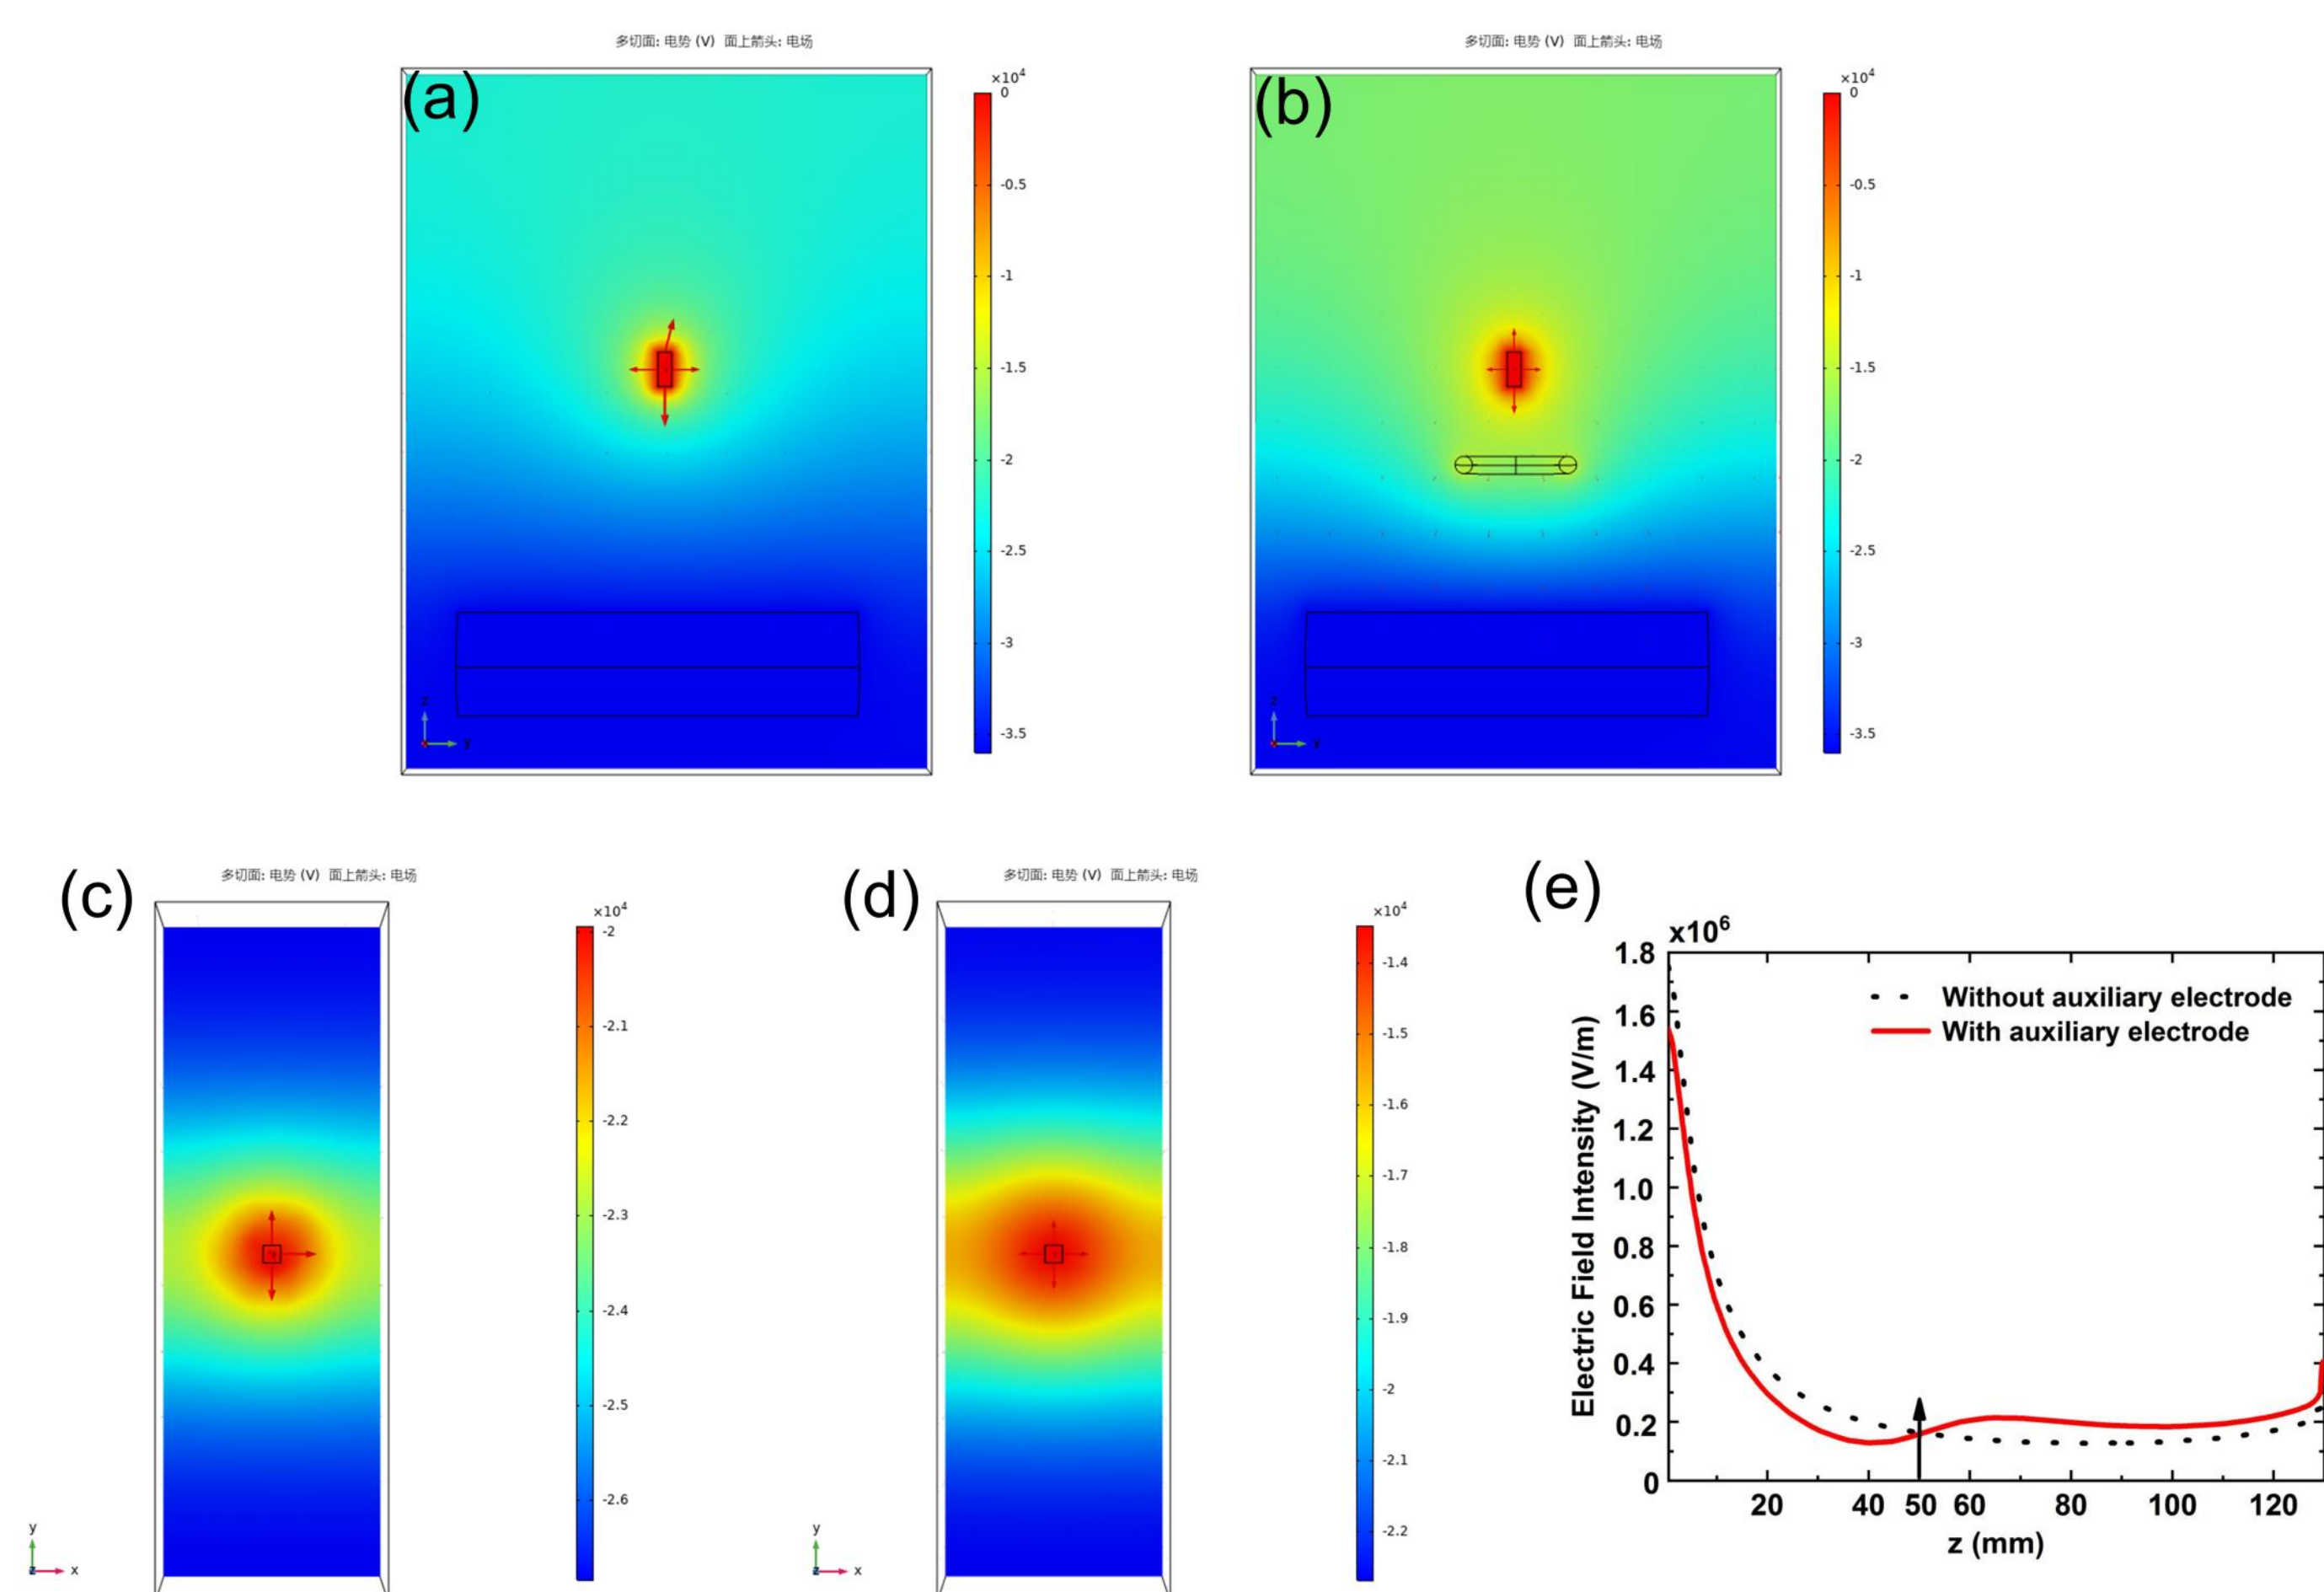 多切面: 电势 (V) 面上箭头: 电场
(a)
×10⁴
0
-0.5
-1
-1.5
-2
-2.5
-3
-3.5
z
y
多切面: 电势 (V) 面上箭头: 电场
(b)
×10⁴
0
-0.5
-1
-1.5
-2
-2.5
-3
-3.5
z
y
(c)
多切面: 电势 (V) 面上箭头: 电场
×10⁴
-2
-2.1
-2.2
-2.3
-2.4
-2.5
-2.6
y
z
x
(d)
多切面: 电势 (V) 面上箭头: 电场
×10⁴
-1.4
-1.5
-1.6
-1.7
-1.8
-1.9
-2
-2.1
-2.2
y
z
x
(e)
x10⁶
1.8
1.6
1.4
1.2
1.0
0.8
0.6
0.4
0.2
0
Electric Field Intensity (V/m)
Without auxiliary electrode
With auxiliary electrode
20 40 50 60 80 100 120
z (mm)